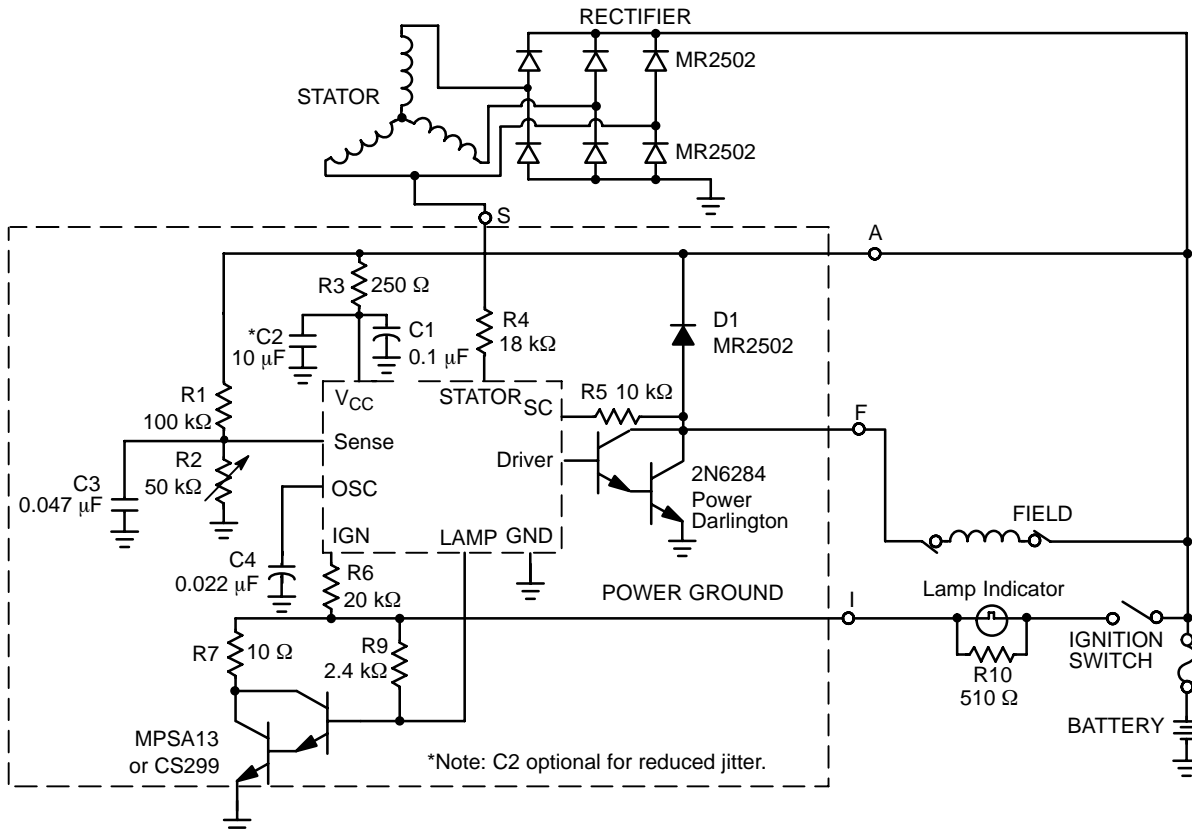 RECTIFIER
MR2502
STATOR
MR2502
S
A
R3
250 Ω
*C2
10 μF
C1
0.1 μF
R4
18 kΩ
D1
MR2502
R1
100 kΩ
VCC
STATOR
SC
R5 10 kΩ
F
Sense
R2
50 kΩ
Driver
2N6284
Power
Darlington
C3
0.047 μF
OSC
FIELD
IGN
LAMP
GND
C4
0.022 μF
R6
20 kΩ
POWER GROUND
I
Lamp Indicator
R7
10 Ω
R9
2.4 kΩ
R10
510 Ω
IGNITION
SWITCH
BATTERY
MPSA13
or CS299
*Note: C2 optional for reduced jitter.